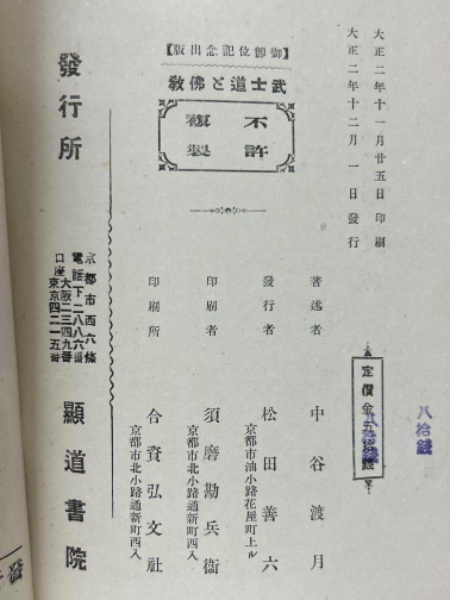 大正二年十一月廿五日印刷
大正二年十二月一日發行
定價金五拾錢
八拾錢
八拾錢
【御即位記念出版】
武士道と佛敎
不許
複製
著述者 中谷渡月
發行者 松田善六
京都市油小路花屋町上ル
印刷者 須磨勘兵衞
京都市北小路通新町西入
印刷所 合資弘文社
京都市北小路通新町西入
發行所 顯道書院
京都市西六條
電話下二八八六番
口座大阪二三四九番
東京四二一五番